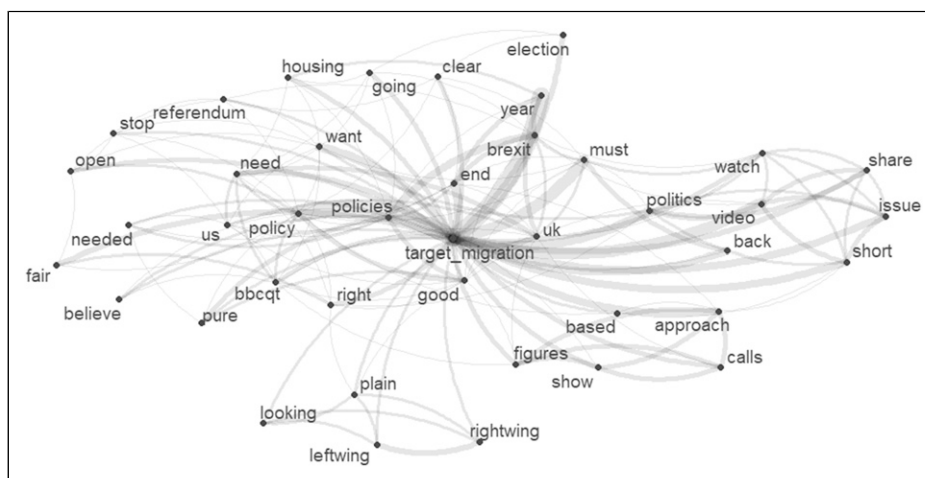 election
housing
clear
going
year
referendum
stop
want
brexit
must
open
need
end
watch
share
politics
policies
video
issue
needed
us
policy
uk
back
target_migration
fair
short
bbcqt
right
good
believe
pure
based
approach
figures
calls
show
plain
looking
rightwing
leftwing